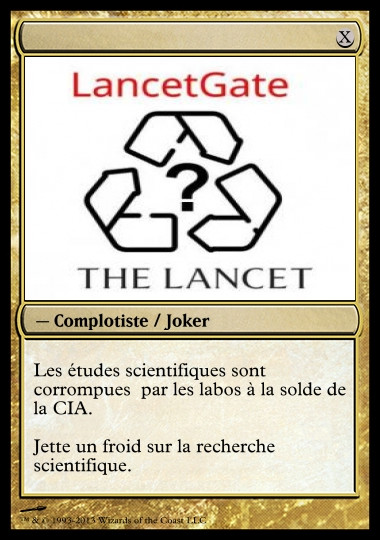 X
LancetGate
?
THE LANCET
— Complotiste / Joker
Les études scientifiques sont
corrompues par les labos à la solde de
la CIA.
Jette un froid sur la recherche
scientifique.
™ & © 1993-2013 Wizards of the Coast LLC